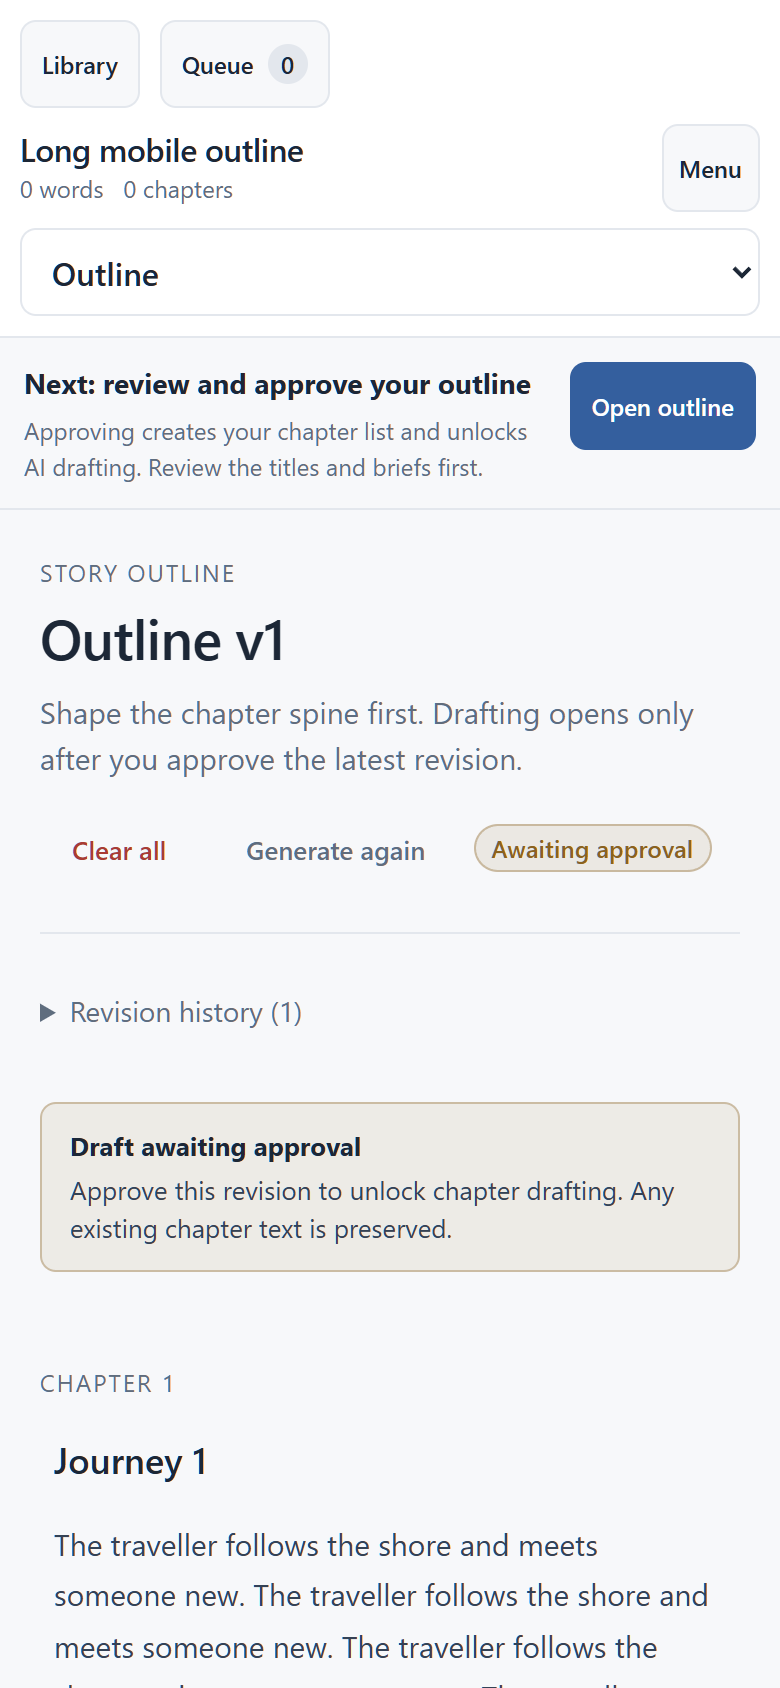 Library
Queue 0
Long mobile outline
0 words 0 chapters
Menu
Outline
Next: review and approve your outline
Approving creates your chapter list and unlocks
AI drafting. Review the titles and briefs first.
Open outline
STORY OUTLINE
Outline v1
Shape the chapter spine first. Drafting opens only
after you approve the latest revision.
Clear all
Generate again
Awaiting approval
Revision history (1)
Draft awaiting approval
Approve this revision to unlock chapter drafting. Any
existing chapter text is preserved.
CHAPTER 1
Journey 1
The traveller follows the shore and meets
someone new. The traveller follows the shore and
meets someone new. The traveller follows the